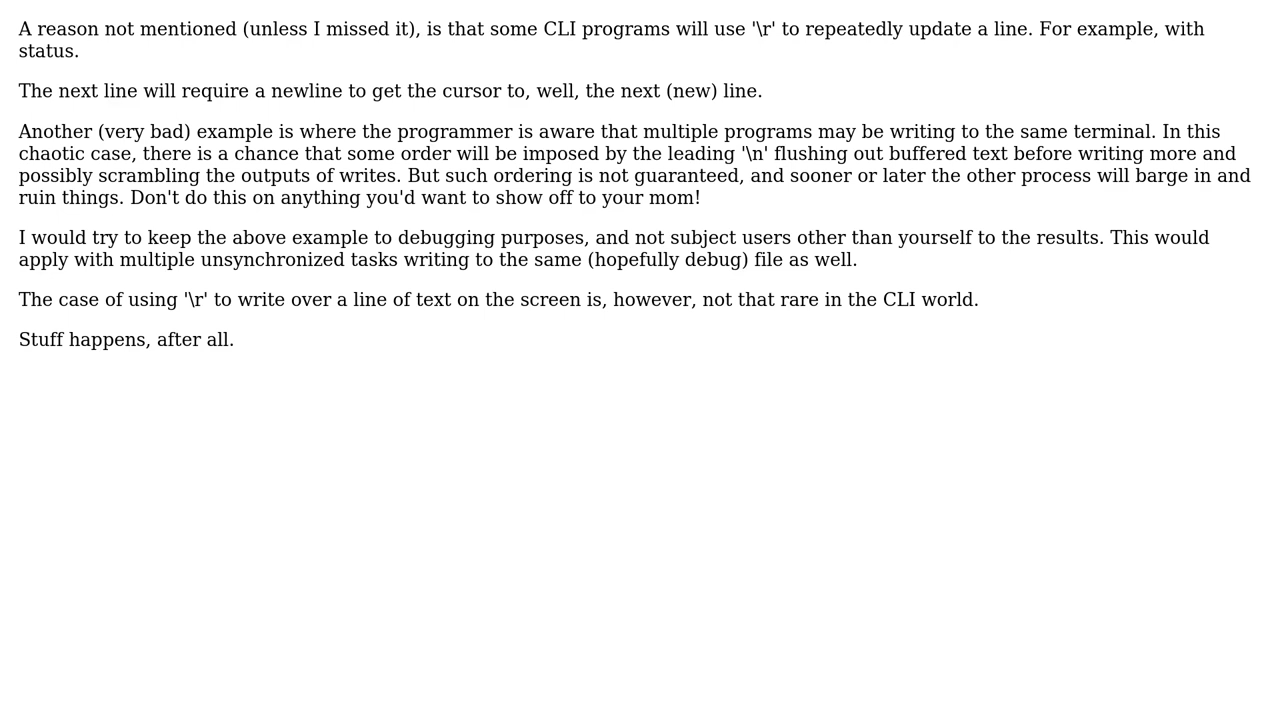 A reason not mentioned (unless I missed it), is that some CLI programs will use '\r' to repeatedly update a line. For example, with
status.
The next line will require a newline to get the cursor to, well, the next (new) line.
Another (very bad) example is where the programmer is aware that multiple programs may be writing to the same terminal. In this
chaotic case, there is a chance that some order will be imposed by the leading '\n' flushing out buffered text before writing more and
possibly scrambling the outputs of writes. But such ordering is not guaranteed, and sooner or later the other process will barge in and
ruin things. Don't do this on anything you'd want to show off to your mom!
I would try to keep the above example to debugging purposes, and not subject users other than yourself to the results. This would
apply with multiple unsynchronized tasks writing to the same (hopefully debug) file as well.
The case of using '\r' to write over a line of text on the screen is, however, not that rare in the CLI world.
Stuff happens, after all.